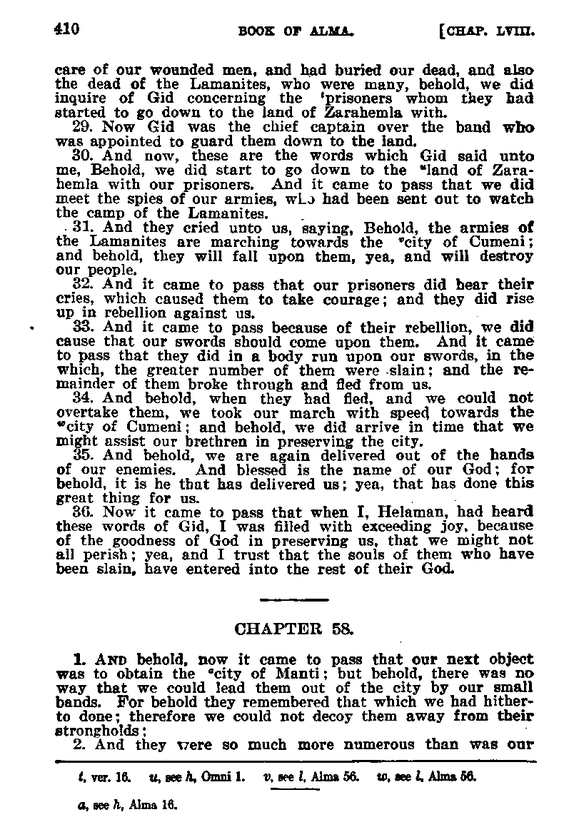 410 BOOK OF ALMA. [CHAP. LVIII.
care of our wounded men, and had buried our dead, and also
the dead of the Lamanites, who were many, behold, we did
inquire of Gid concerning the ᵗprisoners whom they had
started to go down to the land of Zarahemla with.
29. Now Gid was the chief captain over the band who
was appointed to guard them down to the land.
30. And now, these are the words which Gid said unto
me, Behold, we did start to go down to the ᵘland of Zara-
hemla with our prisoners. And it came to pass that we did
meet the spies of our armies, who had been sent out to watch
the camp of the Lamanites.
31. And they cried unto us, saying, Behold, the armies of
the Lamanites are marching towards the ᵛcity of Cumeni;
and behold, they will fall upon them, yea, and will destroy
our people.
32. And it came to pass that our prisoners did hear their
cries, which caused them to take courage; and they did rise
up in rebellion against us.
33. And it came to pass because of their rebellion, we did
cause that our swords should come upon them. And it came
to pass that they did in a body run upon our swords, in the
which, the greater number of them were slain; and the re-
mainder of them broke through and fled from us.
34. And behold, when they had fled, and we could not
overtake them, we took our march with speed towards the
ʷcity of Cumeni; and behold, we did arrive in time that we
might assist our brethren in preserving the city.
35. And behold, we are again delivered out of the hands
of our enemies. And blessed is the name of our God; for
behold, it is he that has delivered us; yea, that has done this
great thing for us.
36. Now it came to pass that when I, Helaman, had heard
these words of Gid, I was filled with exceeding joy, because
of the goodness of God in preserving us, that we might not
all perish; yea, and I trust that the souls of them who have
been slain, have entered into the rest of their God.
CHAPTER 58.
1. AND behold, now it came to pass that our next object
was to obtain the ᵃcity of Manti; but behold, there was no
way that we could lead them out of the city by our small
bands. For behold they remembered that which we had hither-
to done; therefore we could not decoy them away from their
strongholds;
2. And they were so much more numerous than was our
t, ver. 16. u, see h, Omni 1. v, see l, Alma 56. w, see l, Alma 56.
a, see h, Alma 16.